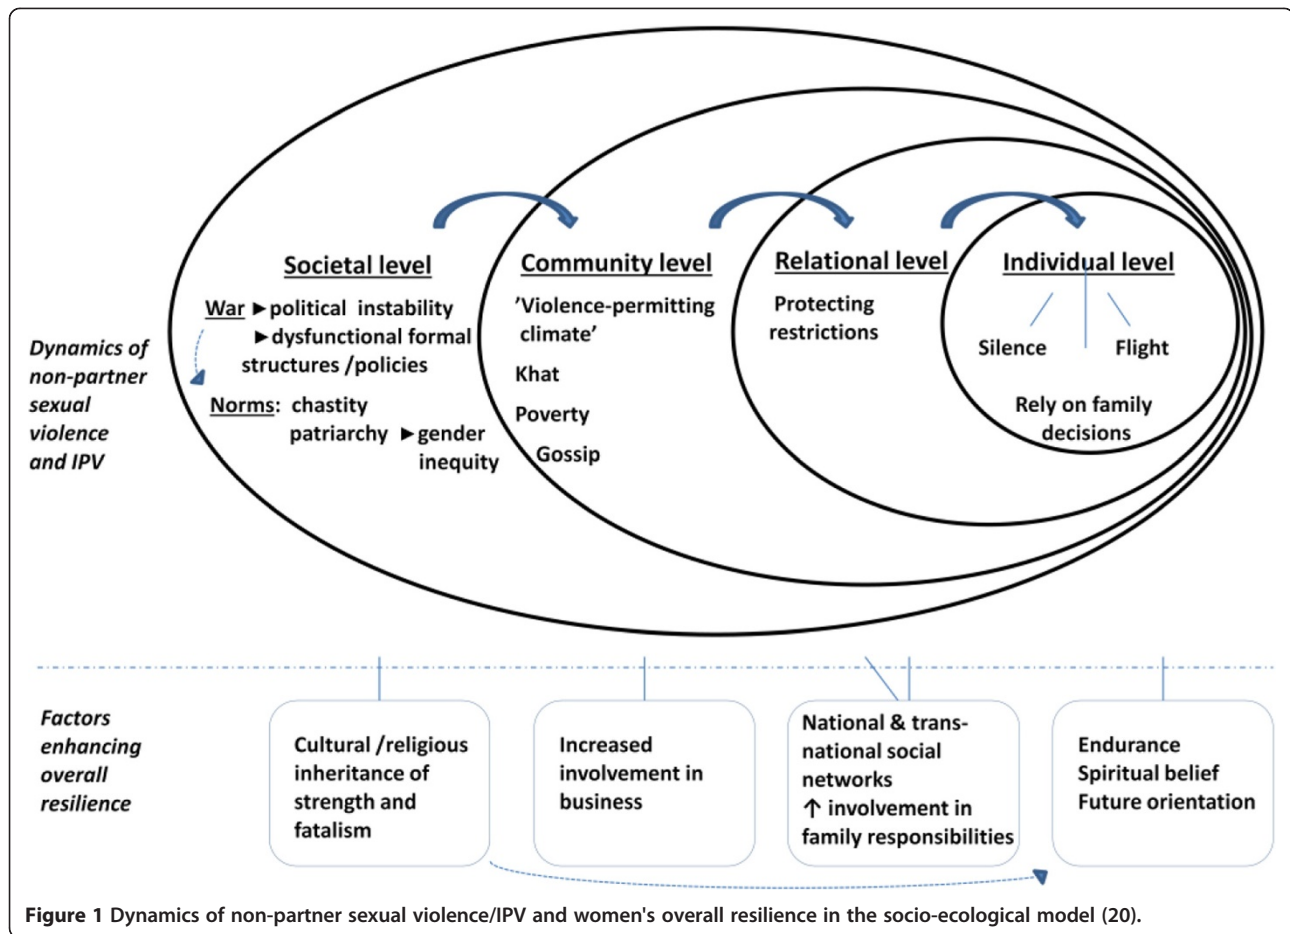 Dynamics of
non-partner
sexual
violence
and IPV
Societal level
War ►political instability
►dysfunctional formal
structures /policies
Norms: chastity
patriarchy ►gender
inequity
Community level
’Violence-permitting
climate’
Khat
Poverty
Gossip
Relational level
Protecting
restrictions
Individual level
Silence
Flight
Rely on family
decisions
Factors
enhancing
overall
resilience
Cultural /religious
inheritance of
strength and
fatalism
Increased
involvement in
business
National & trans-
national social
networks
↑ involvement in
family responsibilities
Endurance
Spiritual belief
Future orientation
Figure 1 Dynamics of non-partner sexual violence/IPV and women's overall resilience in the socio-ecological model (20).